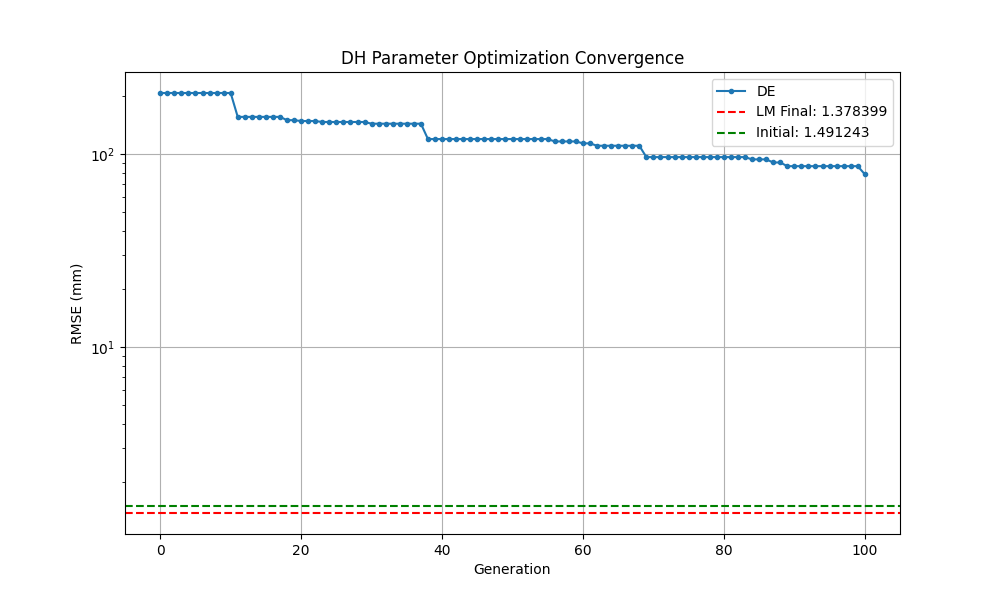 DH Parameter Optimization Convergence
DE
LM Final: 1.378399
Initial: 1.491243
10²
10¹
RMSE (mm)
0 20 40 60 80 100
Generation